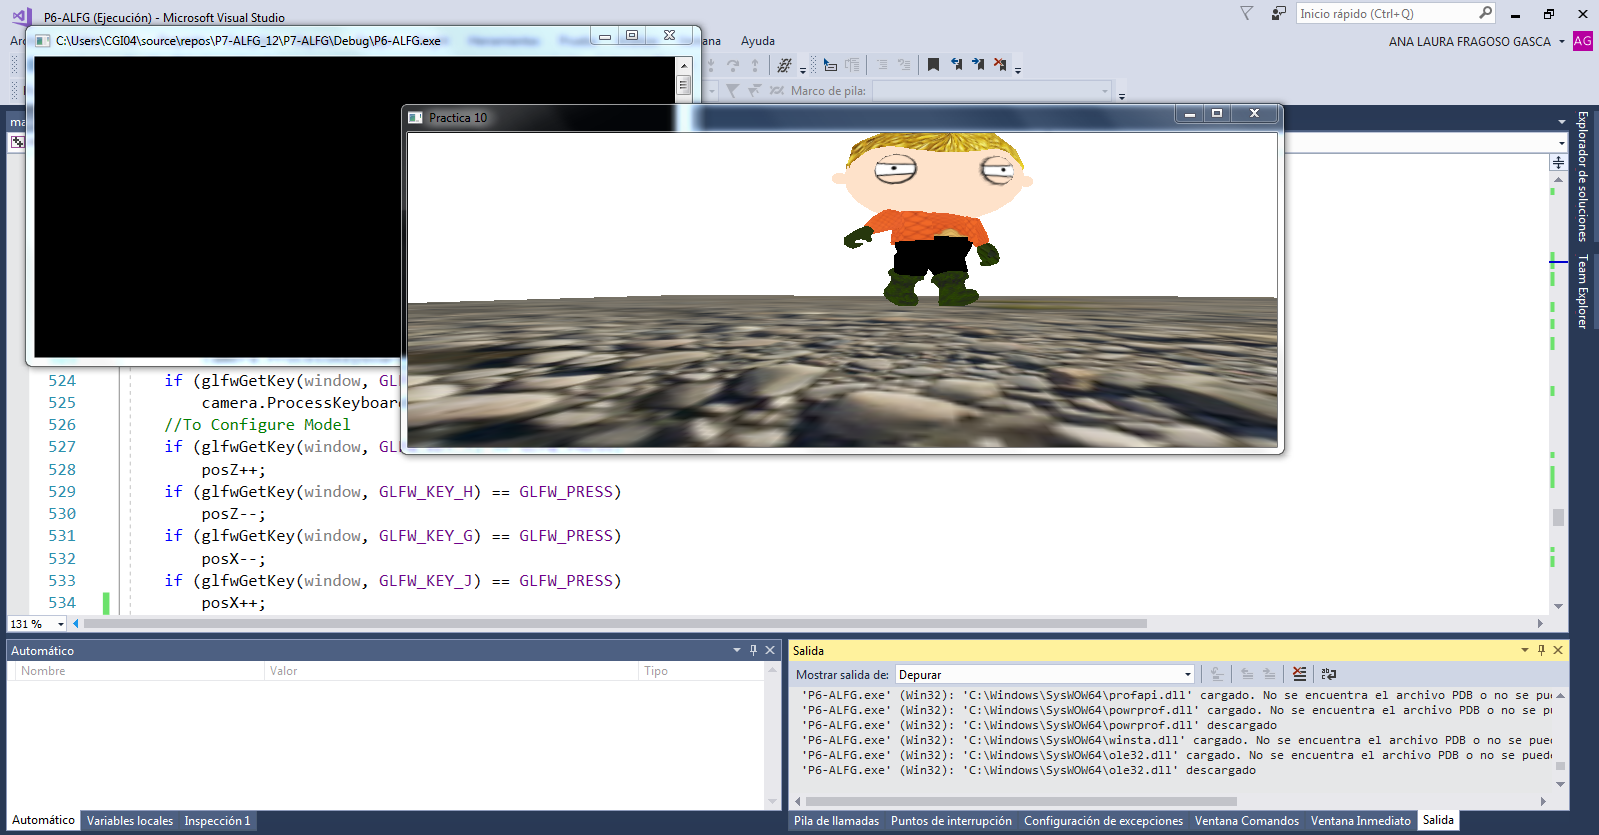 P6-ALFG (Ejecución) - Microsoft Visual Studio
Inicio rápido (Ctrl+Q)
C:\Users\CGI04\source\repos\P7-ALFG_12\P7-ALFG\Debug\P6-ALFG.exe
Ayuda
ANA LAURA FRAGOSO GASCA
AG
Marco de pila:
Practica 10
Explorador de soluciones
Team Explorer
524 if (glfwGetKey(window,
525 camera.ProcessKeyboard
526 //To Configure Model
527 if (glfwGetKey(window,
528 posZ++;
529 if (glfwGetKey(window, GLFW_KEY_H) == GLFW_PRESS)
530 posZ--;
531 if (glfwGetKey(window, GLFW_KEY_G) == GLFW_PRESS)
532 posX--;
533 if (glfwGetKey(window, GLFW_KEY_J) == GLFW_PRESS)
534 posX++;
131 %
Automático
Nombre Valor Tipo
Salida
Mostrar salida de: Depurar
'P6-ALFG.exe' (Win32): 'C:\Windows\SysWOW64\profapi.dll' cargado. No se encuentra el archivo PDB o no se pue
'P6-ALFG.exe' (Win32): 'C:\Windows\SysWOW64\powrprof.dll' cargado. No se encuentra el archivo PDB o no se pu
'P6-ALFG.exe' (Win32): 'C:\Windows\SysWOW64\powrprof.dll' descargado
'P6-ALFG.exe' (Win32): 'C:\Windows\SysWOW64\winsta.dll' cargado. No se encuentra el archivo PDB o no se pued
'P6-ALFG.exe' (Win32): 'C:\Windows\SysWOW64\ole32.dll' cargado. No se encuentra el archivo PDB o no se puede
'P6-ALFG.exe' (Win32): 'C:\Windows\SysWOW64\ole32.dll' descargado
Automático Variables locales Inspección 1
Pila de llamadas Puntos de interrupción Configuración de excepciones Ventana Comandos Ventana Inmediato Salida